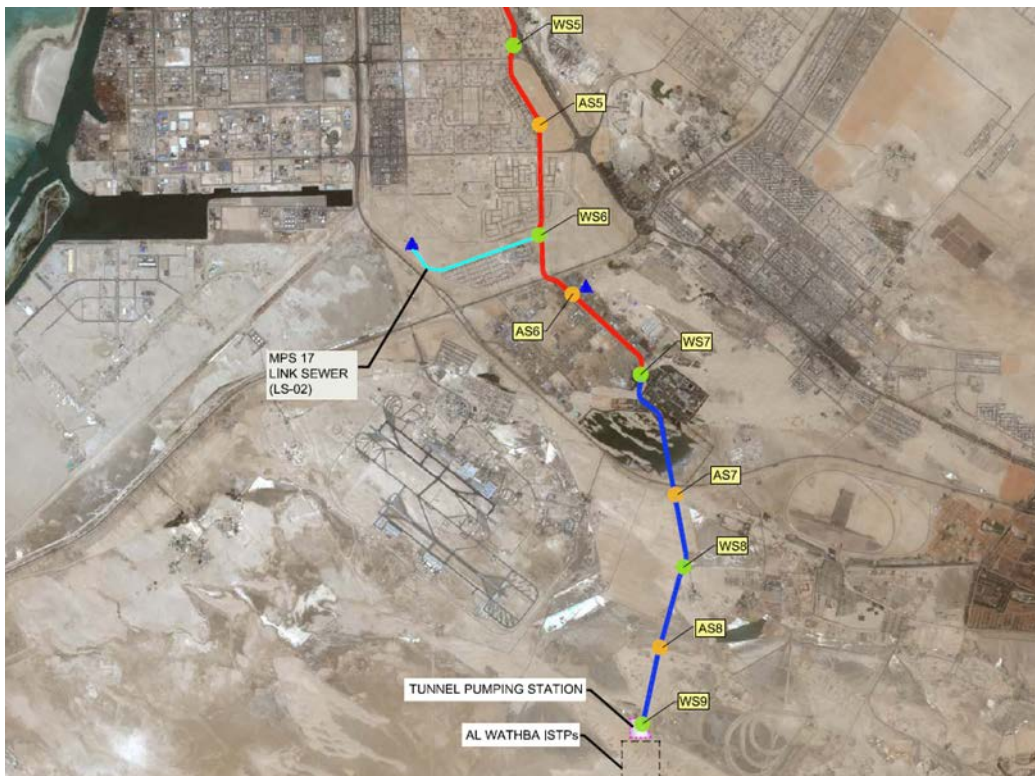 WS5
AS5
WS6
AS6
MPS 17
LINK SEWER
(LS-02)
WS7
AS7
WS8
AS8
TUNNEL PUMPING STATION
WS9
AL WATHBA ISTPs